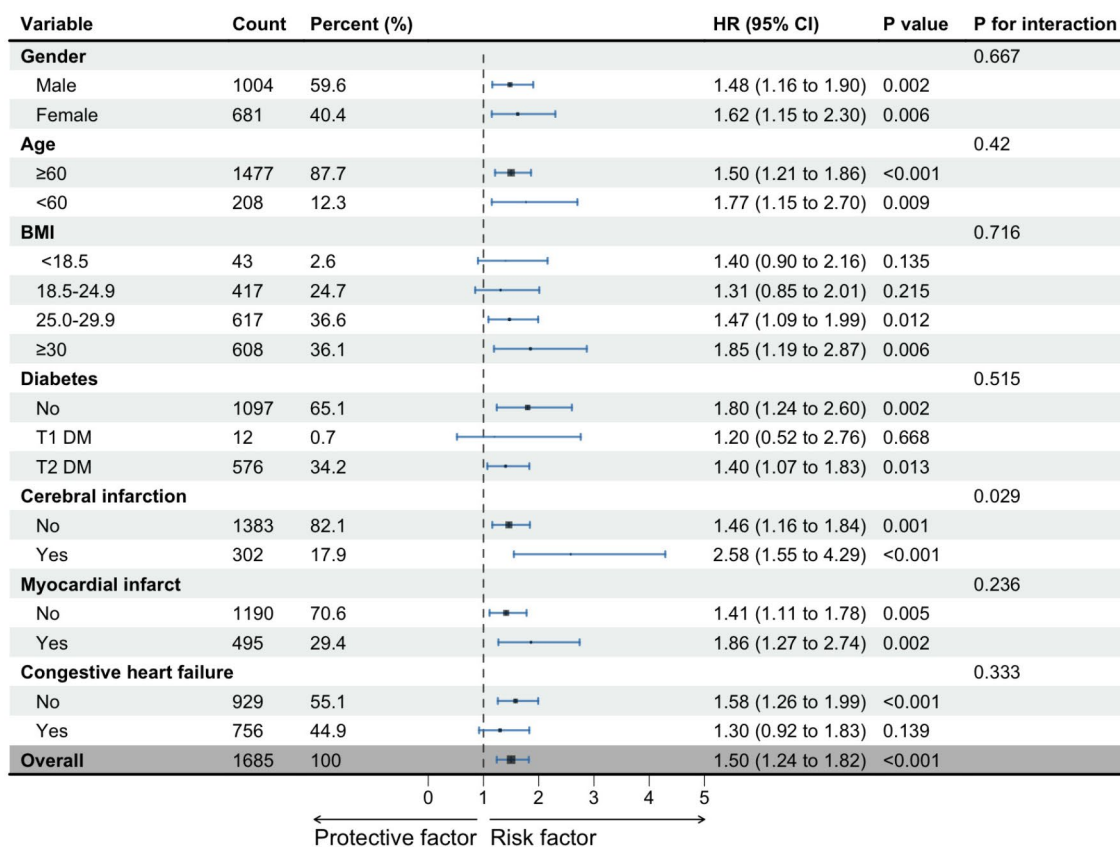 Variable Count Percent (%) HR (95% CI) P value P for interaction
Gender 0.667
Male 1004 59.6 1.48 (1.16 to 1.90) 0.002
Female 681 40.4 1.62 (1.15 to 2.30) 0.006
Age 0.42
≥60 1477 87.7 1.50 (1.21 to 1.86) <0.001
<60 208 12.3 1.77 (1.15 to 2.70) 0.009
BMI 0.716
<18.5 43 2.6 1.40 (0.90 to 2.16) 0.135
18.5-24.9 417 24.7 1.31 (0.85 to 2.01) 0.215
25.0-29.9 617 36.6 1.47 (1.09 to 1.99) 0.012
≥30 608 36.1 1.85 (1.19 to 2.87) 0.006
Diabetes 0.515
No 1097 65.1 1.80 (1.24 to 2.60) 0.002
T1 DM 12 0.7 1.20 (0.52 to 2.76) 0.668
T2 DM 576 34.2 1.40 (1.07 to 1.83) 0.013
Cerebral infarction 0.029
No 1383 82.1 1.46 (1.16 to 1.84) 0.001
Yes 302 17.9 2.58 (1.55 to 4.29) <0.001
Myocardial infarct 0.236
No 1190 70.6 1.41 (1.11 to 1.78) 0.005
Yes 495 29.4 1.86 (1.27 to 2.74) 0.002
Congestive heart failure 0.333
No 929 55.1 1.58 (1.26 to 1.99) <0.001
Yes 756 44.9 1.30 (0.92 to 1.83) 0.139
Overall 1685 100 1.50 (1.24 to 1.82) <0.001
0 1 2 3 4 5
Protective factor Risk factor